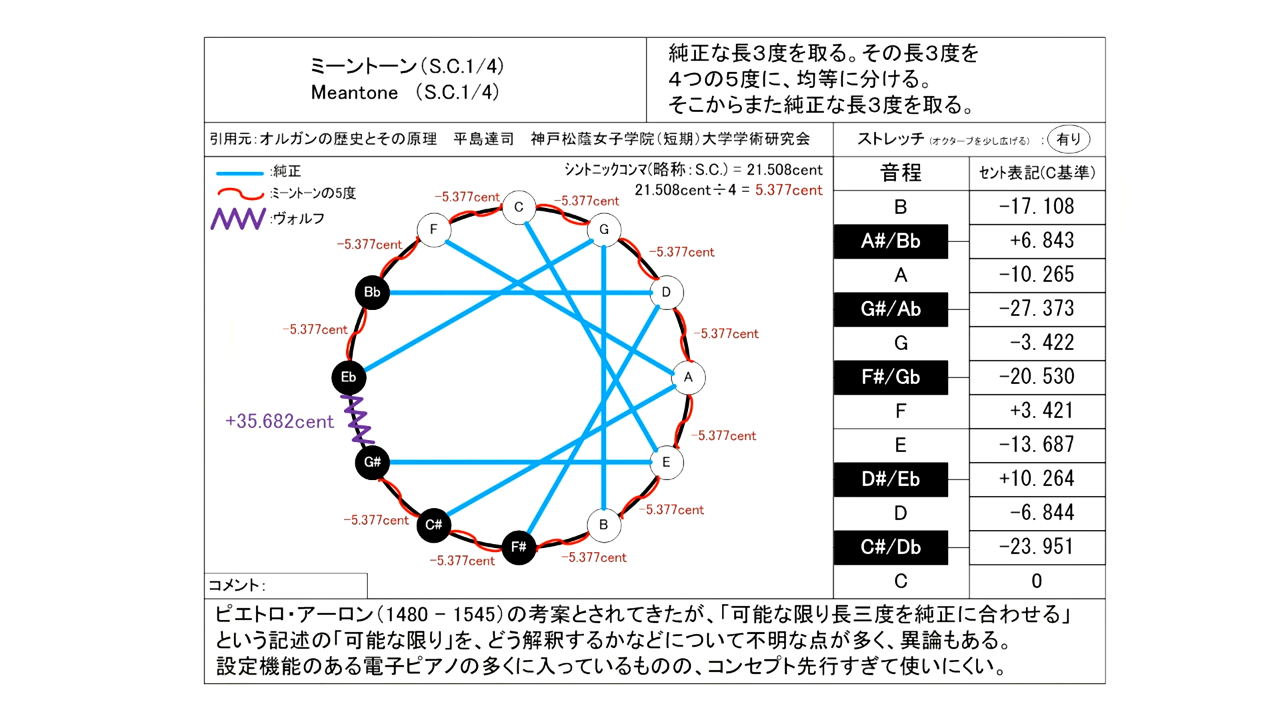 ミーントーン(S.C.1/4)
Meantone (S.C.1/4)
純正な長3度を取る。その長3度を
4つの5度に、均等に分ける。
そこからまた純正な長3度を取る。
引用元:オルガンの歴史とその原理 平島達司 神戸松蔭女子学院(短期)大学学術研究会
ストレッチ(オクターブを少し広げる) : 有り
:純正
:ミーントーンの5度
:ヴォルフ
シントニックコンマ(略称:S.C.) = 21.508cent
21.508cent÷4 = 5.377cent
-5.377cent
-5.377cent
C
F
G
-5.377cent
-5.377cent
Bb
D
-5.377cent
-5.377cent
Eb
A
+35.682cent
-5.377cent
G#
E
-5.377cent
-5.377cent
C#
B
F#
-5.377cent
-5.377cent
音程 セント表記(C基準)
B -17.108
A#/Bb +6.843
A -10.265
G#/Ab -27.373
G -3.422
F#/Gb -20.530
F +3.421
E -13.687
D#/Eb +10.264
D -6.844
C#/Db -23.951
C 0
コメント:
ピエトロ・アーロン(1480 - 1545)の考案とされてきたが、「可能な限り長三度を純正に合わせる」
という記述の「可能な限り」を、どう解釈するかなどについて不明な点が多く、異論もある。
設定機能のある電子ピアノの多くに入っているものの、コンセプト先行すぎて使いにくい。